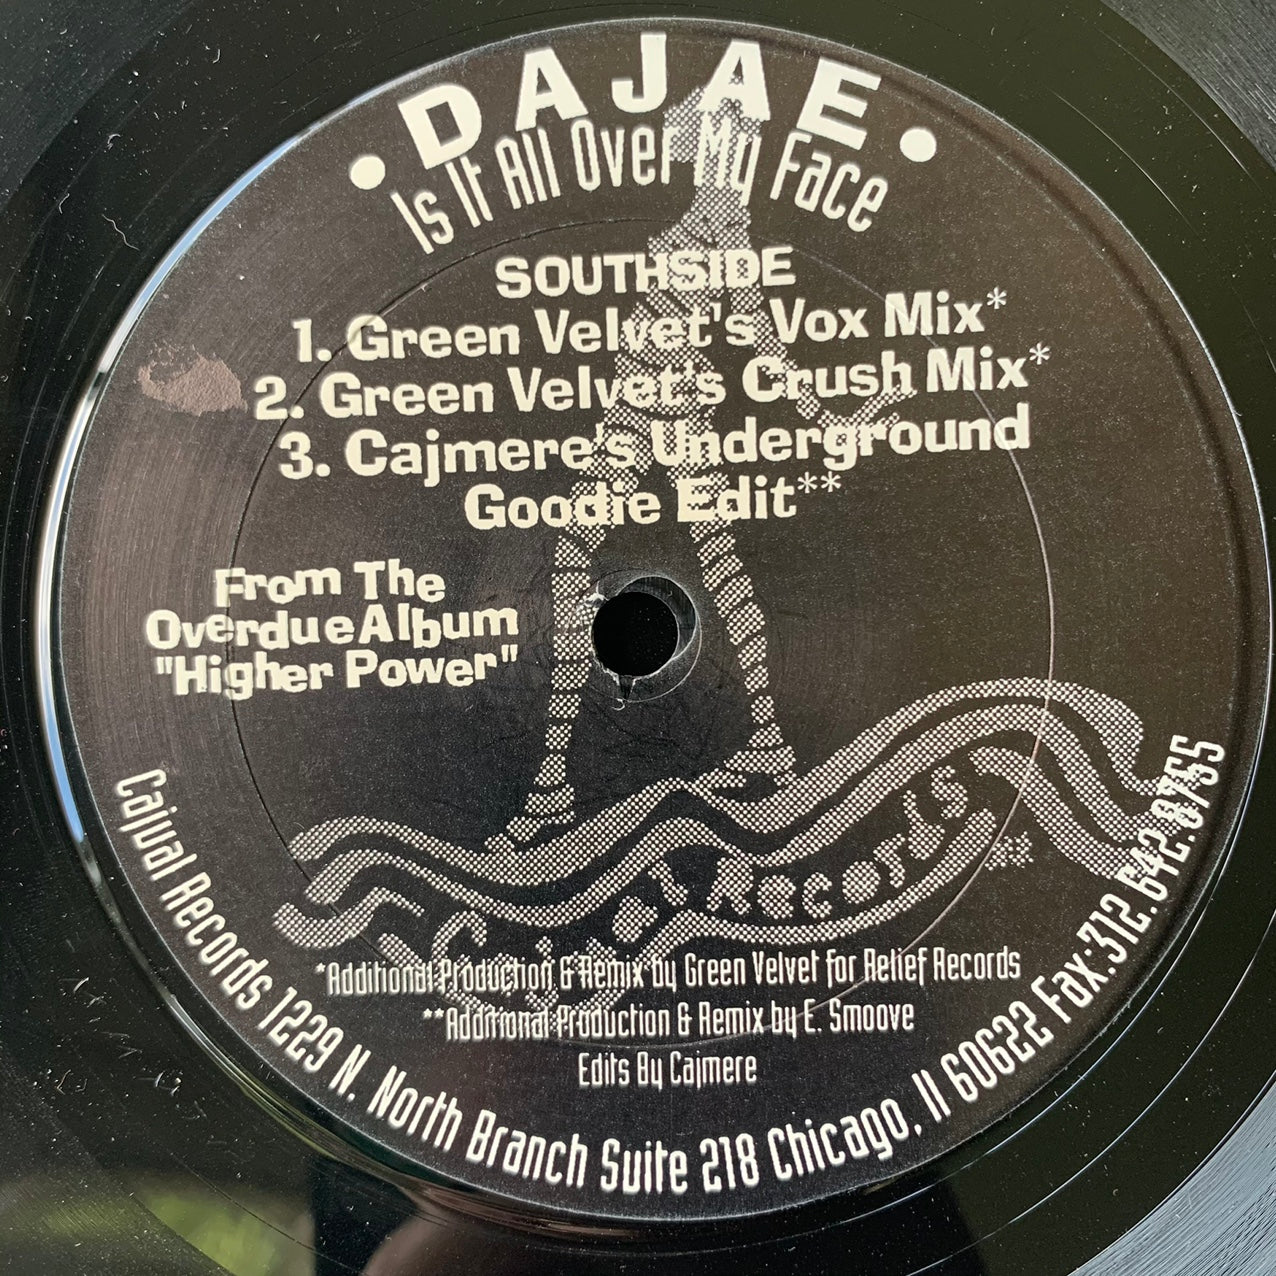 • DAJAE •
Is It All Over My Face
SOUTHSIDE
1. Green Velvet's Vox Mix*
2. Green Velvet's Crush Mix*
3. Cajmere's Underground
Goodie Edit**
From The
OverdueAlbum
"Higher Power"
Records
*Additional Production & Remix by Green Velvet for Relief Records
**Additional Production & Remix by E. Smoove
Edits By Cajmere
Cajual Records 1229 N. North Branch Suite 218 Chicago, Il 60622 Fax:312.642.8755